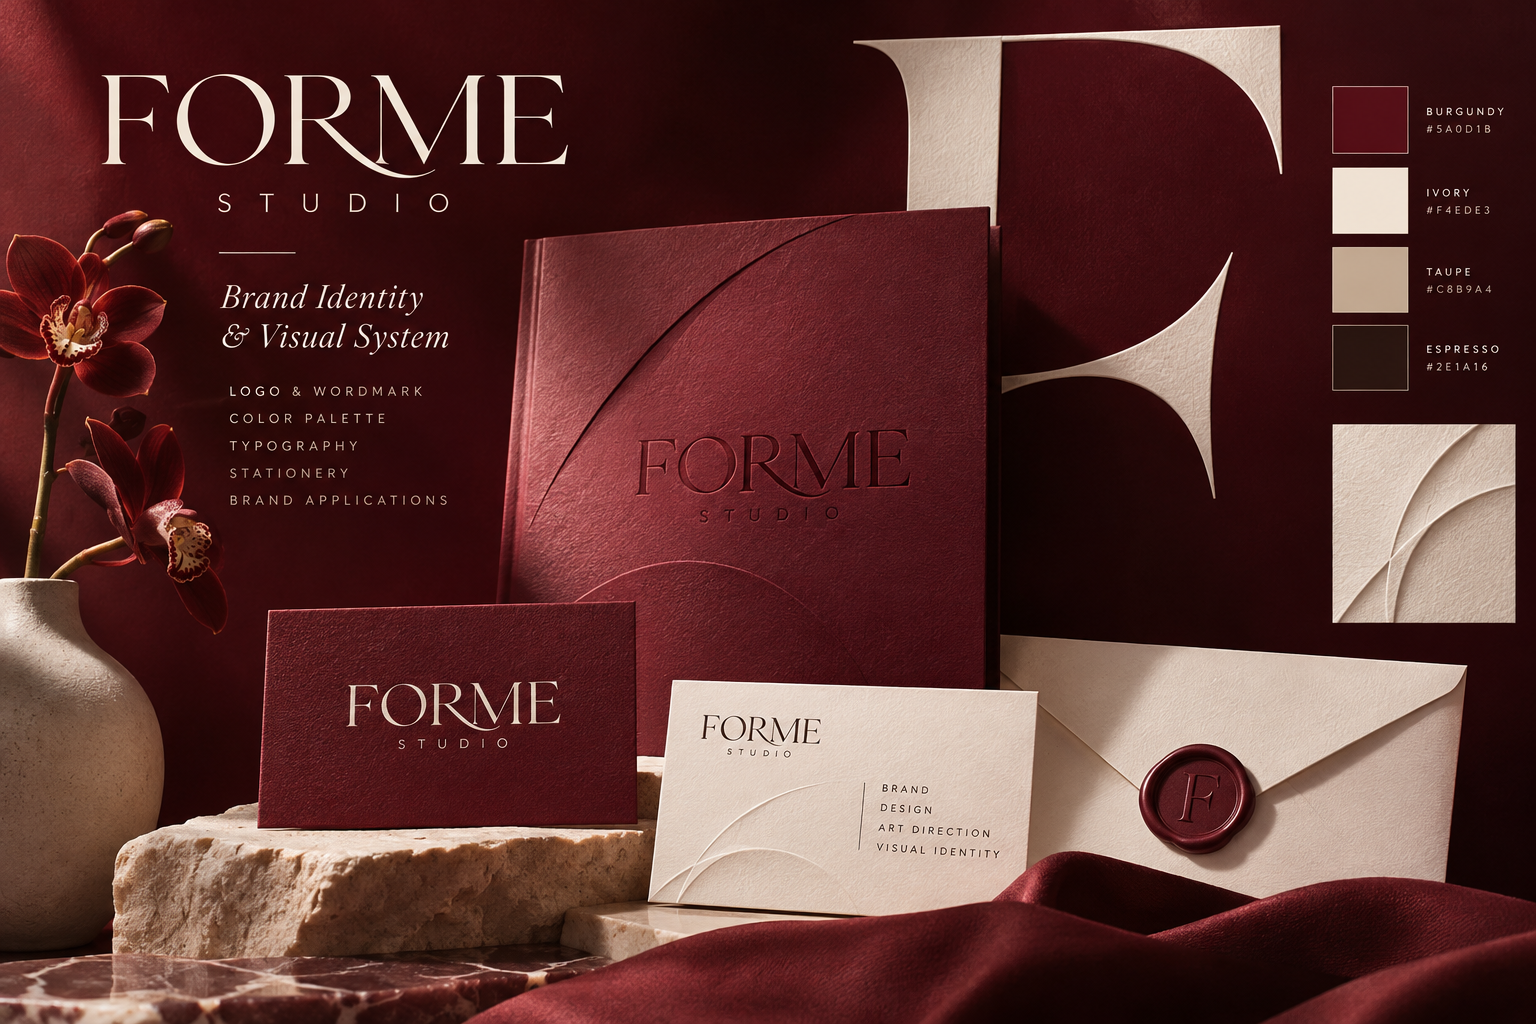 FORME
STUDIO
Brand Identity
& Visual System
LOGO & WORDMARK
COLOR PALETTE
TYPOGRAPHY
STATIONERY
BRAND APPLICATIONS
F
BURGUNDY
#5A0D1B
IVORY
#F4EDE3
TAUPE
#C8B9A4
ESPRESSO
#2E1A16
FORME
STUDIO
FORME
STUDIO
FORME
STUDIO
BRAND
DESIGN
ART DIRECTION
VISUAL IDENTITY
F